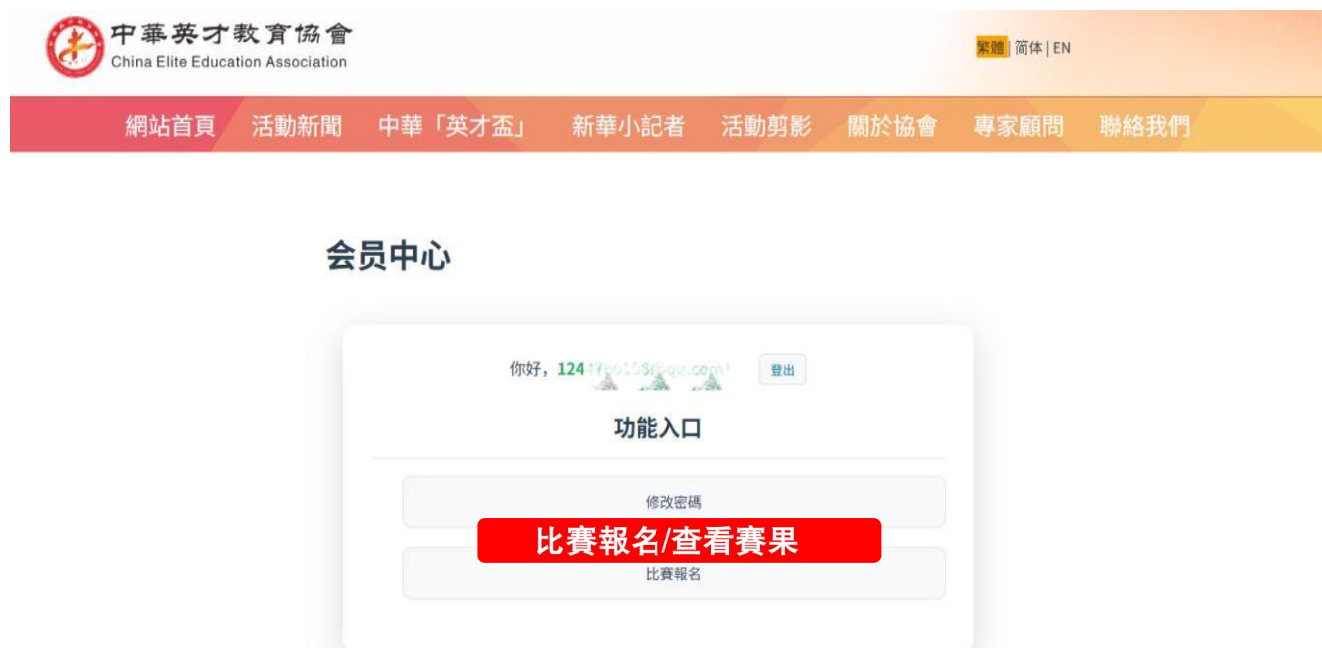 中華英才教育協會
China Elite Education Association
繁體 | 简体 | EN
網站首頁 活動新聞 中華「英才盃」 新華小記者 活動剪影 關於協會 專家顧問 聯絡我們
会员中心
你好，124 登出
功能入口
修改密碼
比賽報名/查看賽果
比賽報名